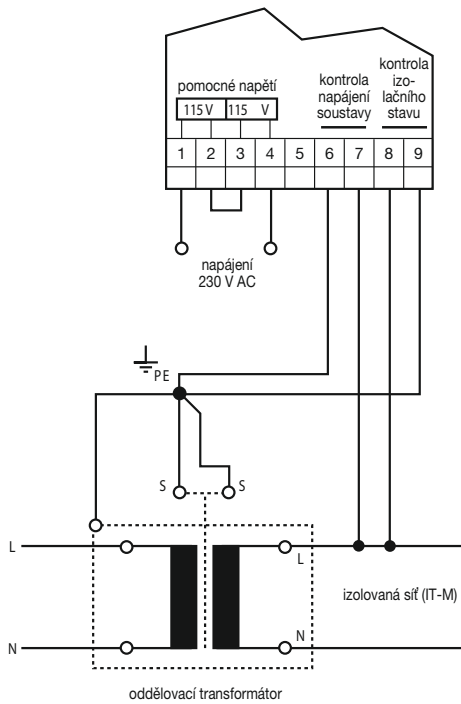 pomocné napětí
kontrola
napájení
soustavy
kontrola
izo-
lačního
stavu
115 V 115 V
1 2 3 4 5 6 7 8 9
napájení
230 V AC
PE
S S
L L
izolovaná síť (IT-M)
N N
oddělovací transformátor